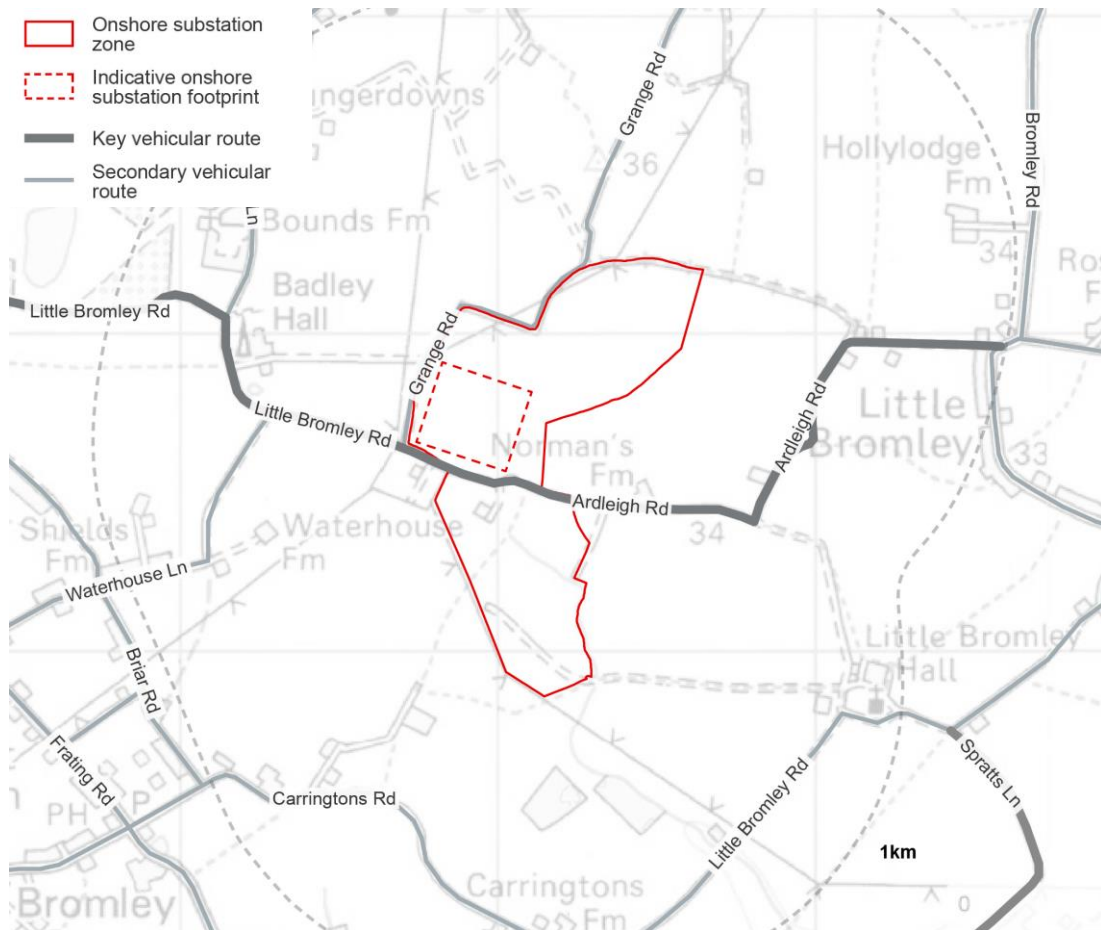 Onshore substation
zone
Indicative onshore
substation footprint
Key vehicular route
Secondary vehicular
route
angerdowns
Grange Rd
36
Hollylodge
Fm
Bromley Rd
34
Ln
Bounds Fm
Badley
Hall
Little Bromley Rd
Grange Rd
Little Bromley Rd
Ardleigh Rd
Little
Bromley
33
Norman's
Fm
Ardleigh Rd
34
Shields
Fm
Waterhouse
Fm
Waterhouse Ln
Briar Rd
Little Bromley
Hall
Frating Rd
PH
P
Carringtons Rd
Little Bromley Rd
Spratts Ln
1km
Bromley
Carringtons
Fm
0